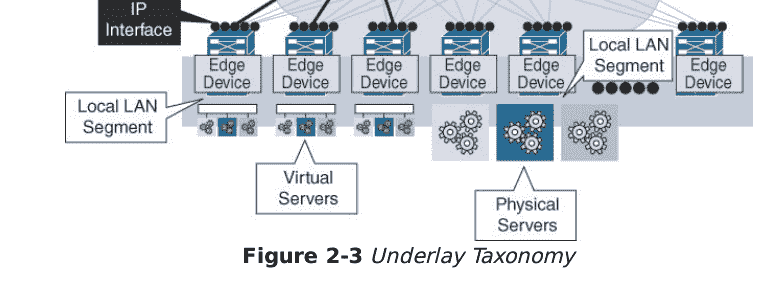 IP
Interface
Local LAN
Segment
Edge
Device
Edge
Device
Edge
Device
Edge
Device
Edge
Device
Edge
Device
Local LAN
Segment
Virtual
Servers
Physical
Servers
Figure 2-3 Underlay Taxonomy